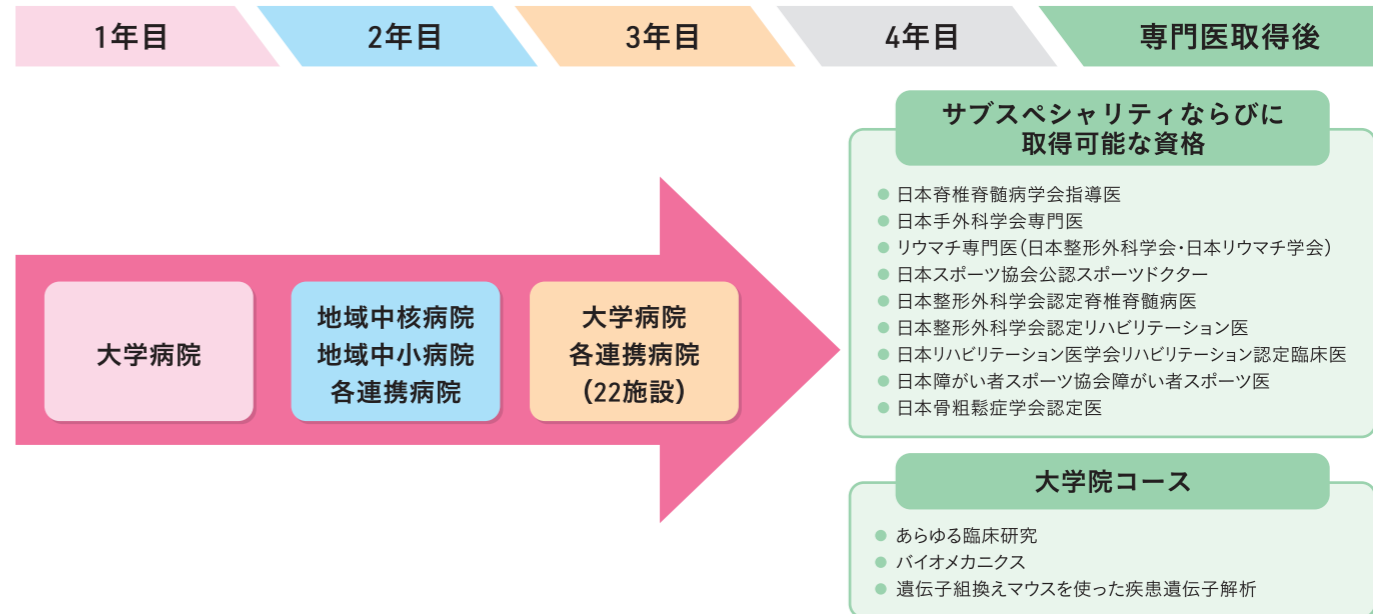 1年目
2年目
3年目
4年目
専門医取得後
大学病院
地域中核病院
地域中小病院
各連携病院
大学病院
各連携病院
(22施設)
サブスペシャリティならびに
取得可能な資格
● 日本脊椎脊髄病学会指導医
● 日本手外科学会専門医
● リウマチ専門医(日本整形外科学会・日本リウマチ学会)
● 日本スポーツ協会公認スポーツドクター
● 日本整形外科学会認定脊椎脊髄病医
● 日本整形外科学会認定リハビリテーション医
● 日本リハビリテーション医学会リハビリテーション認定臨床医
● 日本障がい者スポーツ協会障がい者スポーツ医
● 日本骨粗鬆症学会認定医
大学院コース
● あらゆる臨床研究
● バイオメカニクス
● 遺伝子組換えマウスを使った疾患遺伝子解析